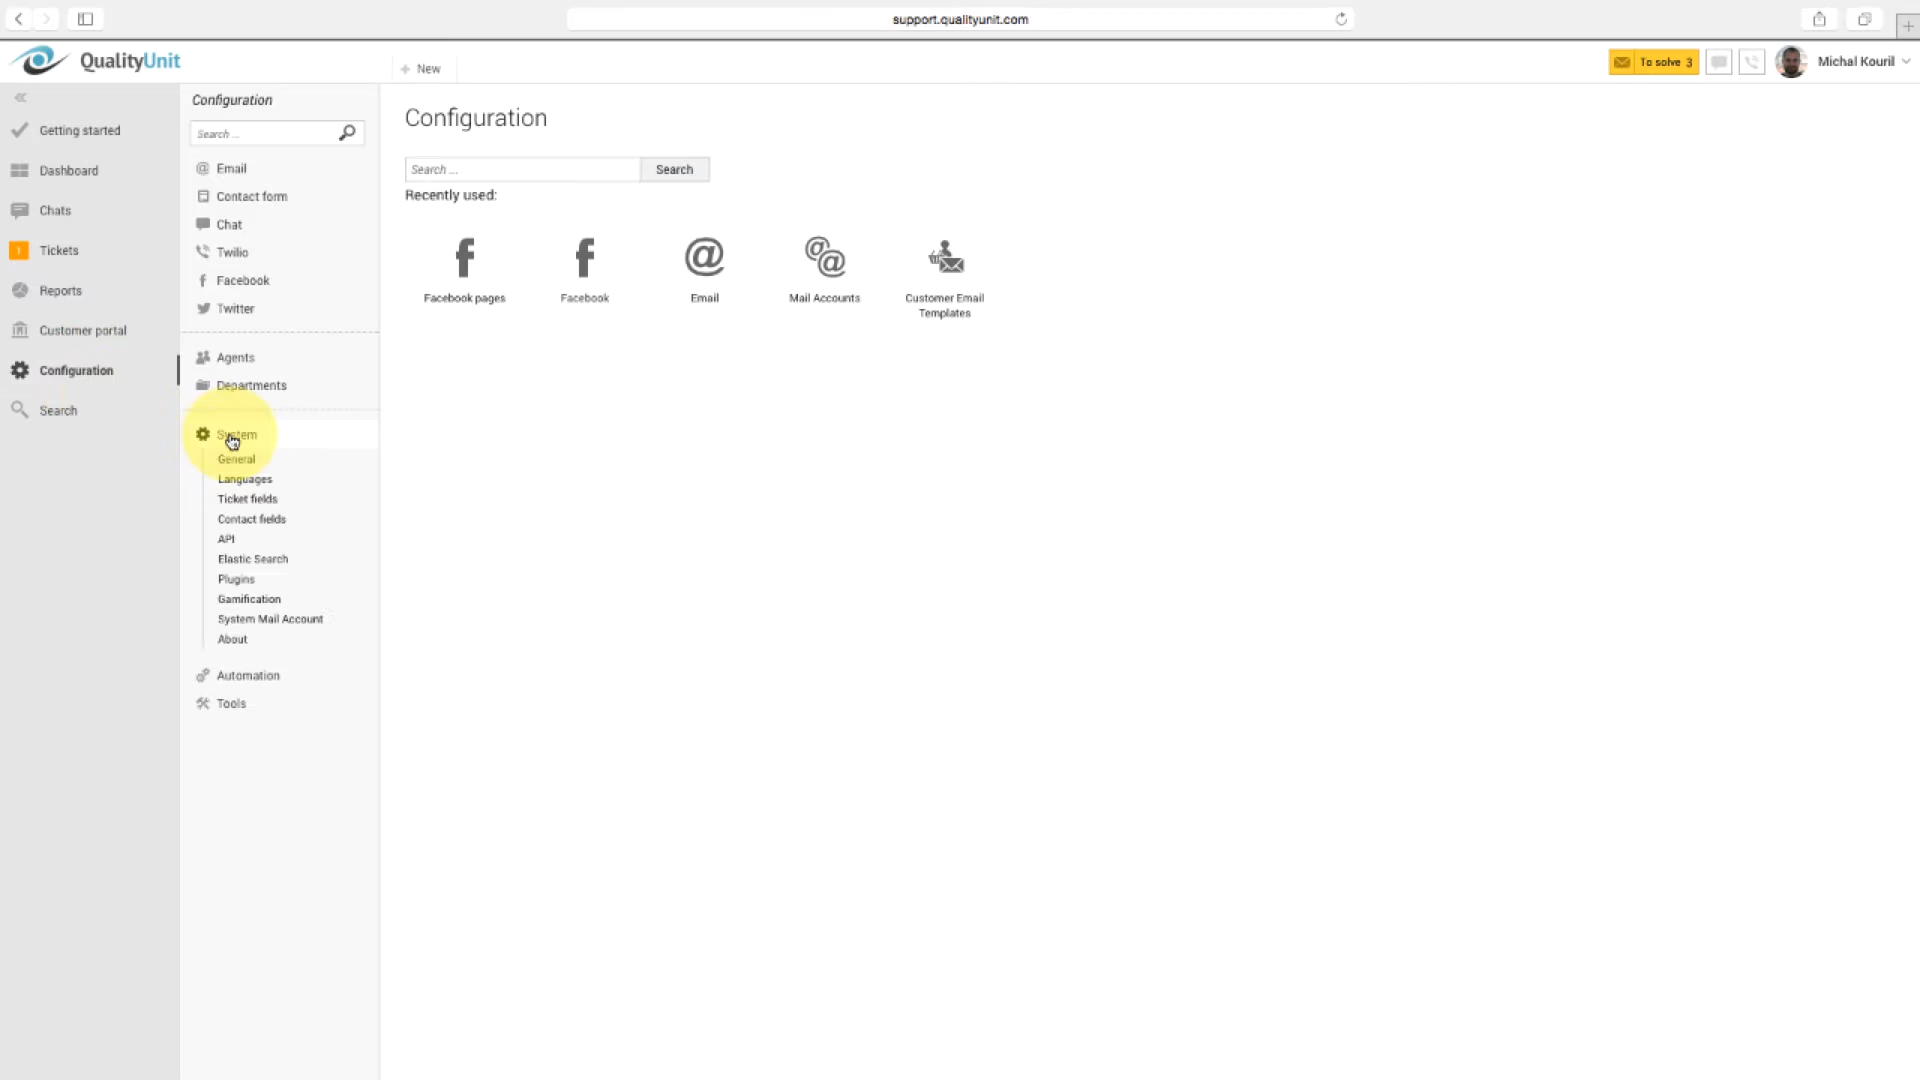 support.qualityunit.com
QualityUnit
New
To solve 3
Michal Kouril
Getting started
Dashboard
Chats
1
Tickets
Reports
Customer portal
Configuration
Search
Configuration
Search ...
Email
Contact form
Chat
Twilio
Facebook
Twitter
Agents
Departments
System
General
Languages
Ticket fields
Contact fields
API
Elastic Search
Plugins
Gamification
System Mail Account
About
Automation
Tools
Configuration
Search ...
Search
Recently used:
Facebook pages
Facebook
Email
Mail Accounts
Customer Email
Templates